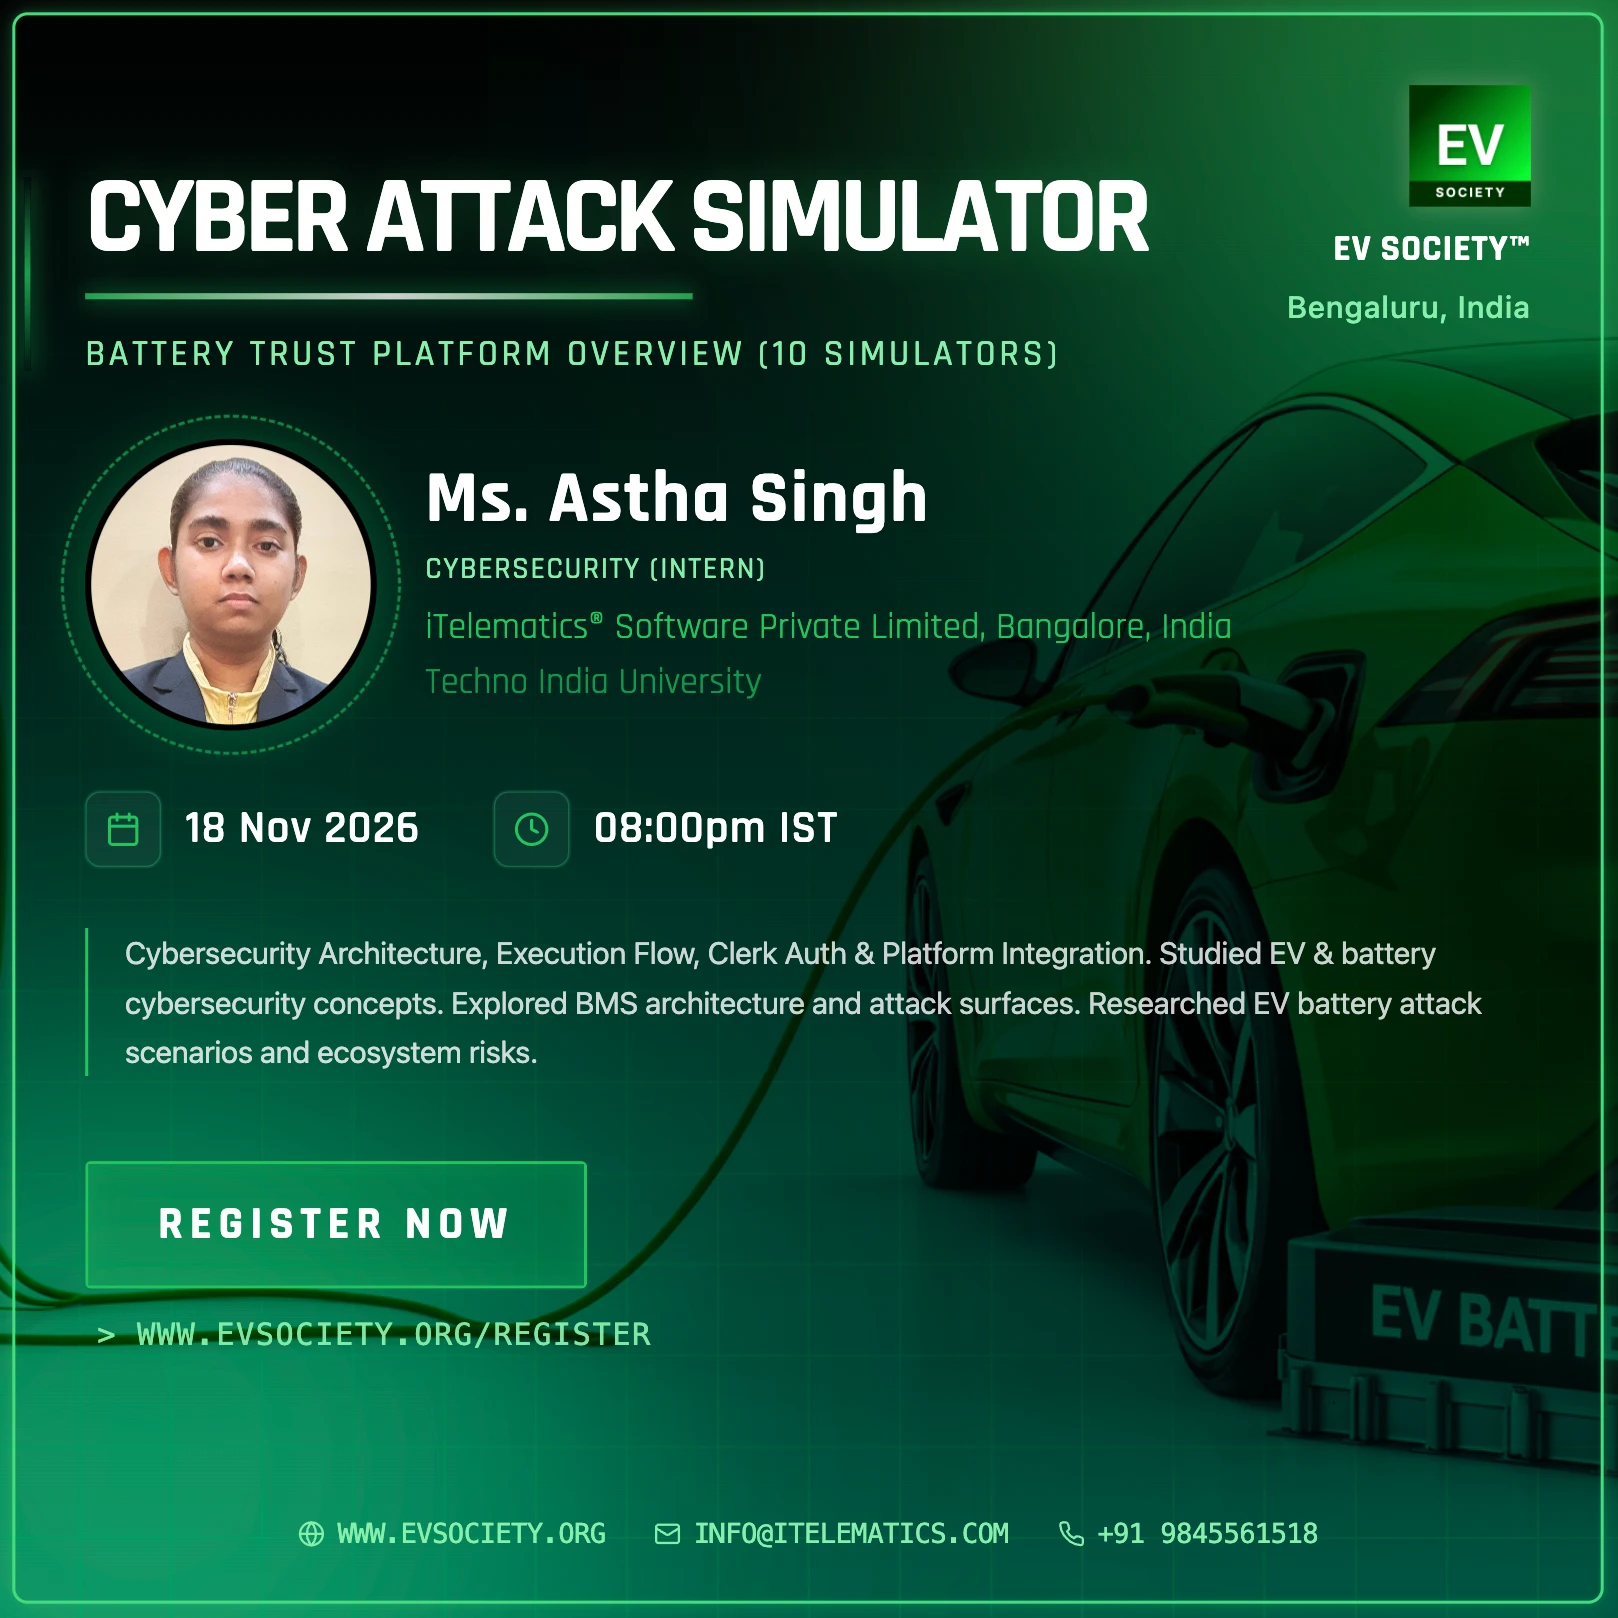 EV
SOCIETY
EV SOCIETY™
Bengaluru, India
CYBER ATTACK SIMULATOR
BATTERY TRUST PLATFORM OVERVIEW (10 SIMULATORS)
Ms. Astha Singh
CYBERSECURITY (INTERN)
iTelematics® Software Private Limited, Bangalore, India
Techno India University
18 Nov 2026
08:00pm IST
Cybersecurity Architecture, Execution Flow, Clerk Auth & Platform Integration. Studied EV & battery
cybersecurity concepts. Explored BMS architecture and attack surfaces. Researched EV battery attack
scenarios and ecosystem risks.
REGISTER NOW
> WWW.EVSOCIETY.ORG/REGISTER
EV BATTE
WWW.EVSOCIETY.ORG
INFO@ITELEMATICS.COM
+91 9845561518